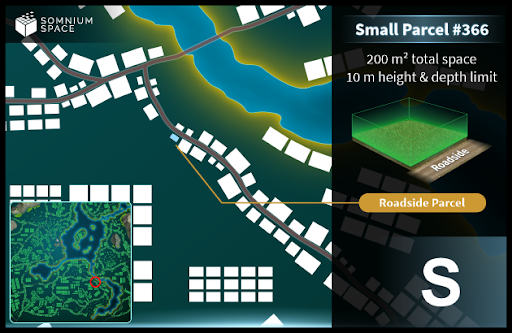 SOMNIUM
SPACE
Small Parcel #366
200 m² total space
10 m height & depth limit
Roadside
Roadside Parcel
S